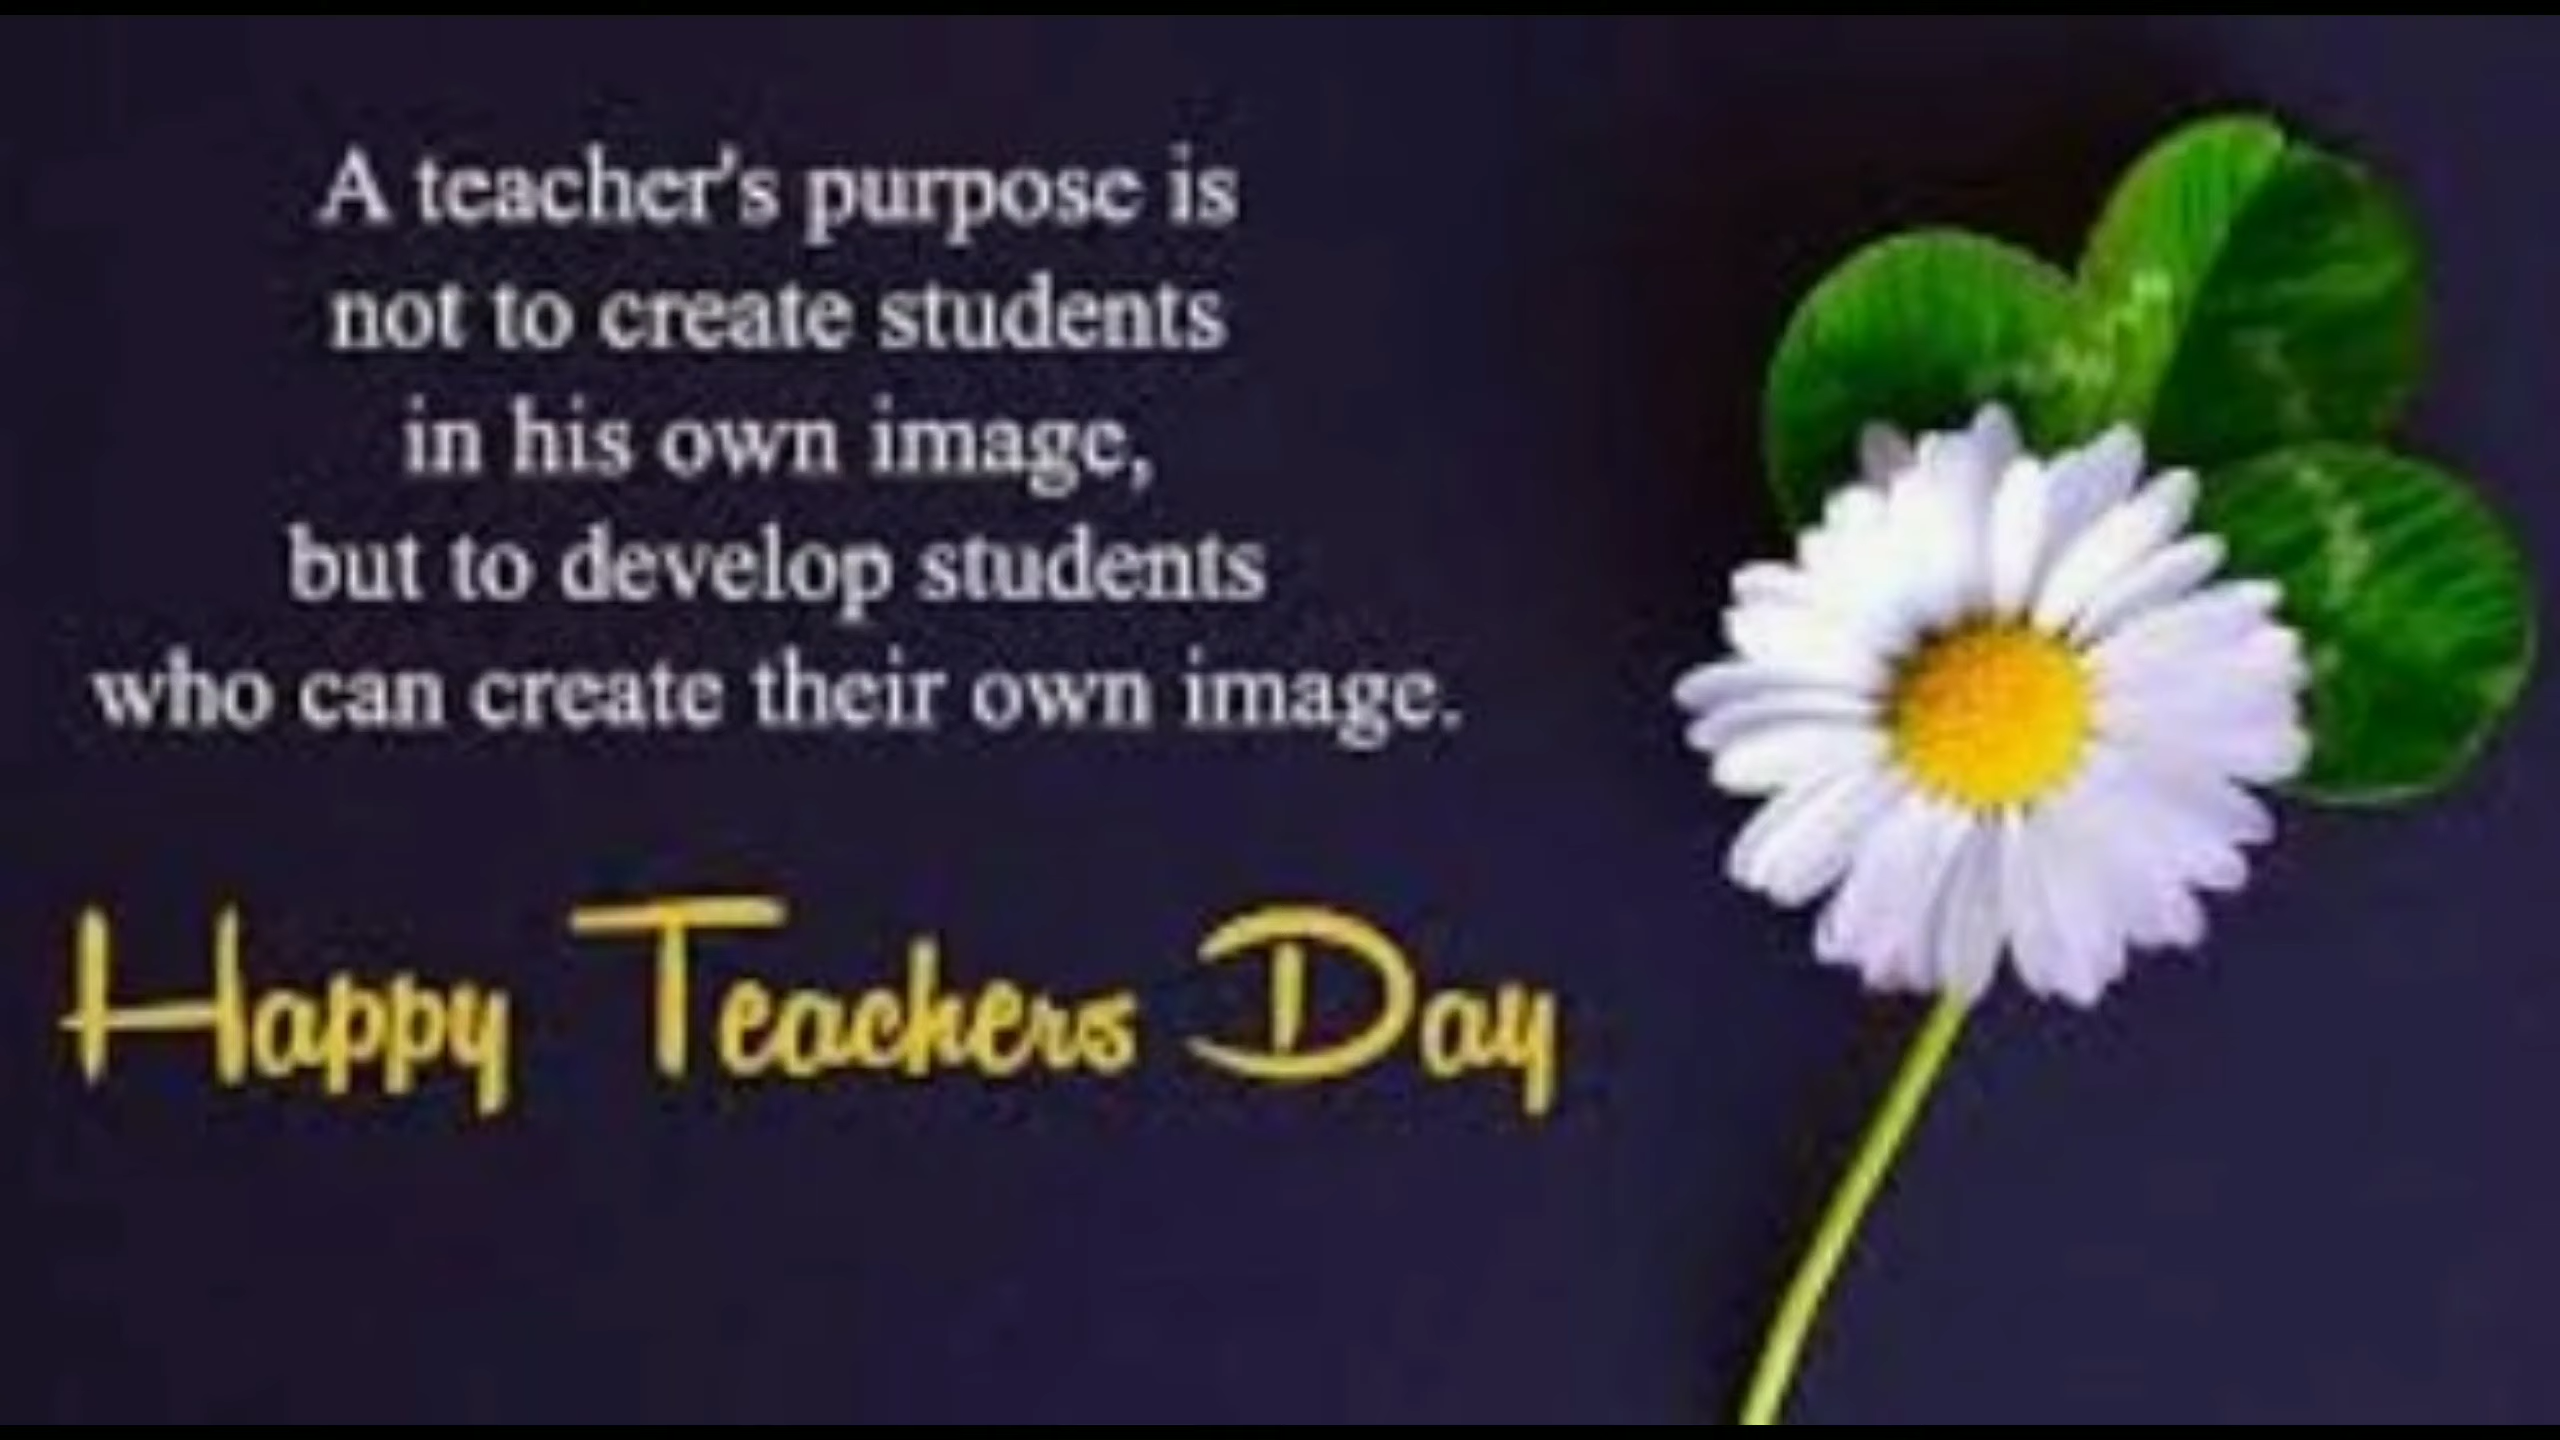 A teacher's purpose is
not to create students
in his own image,
but to develop students
who can create their own image.
Happy Teachers Day